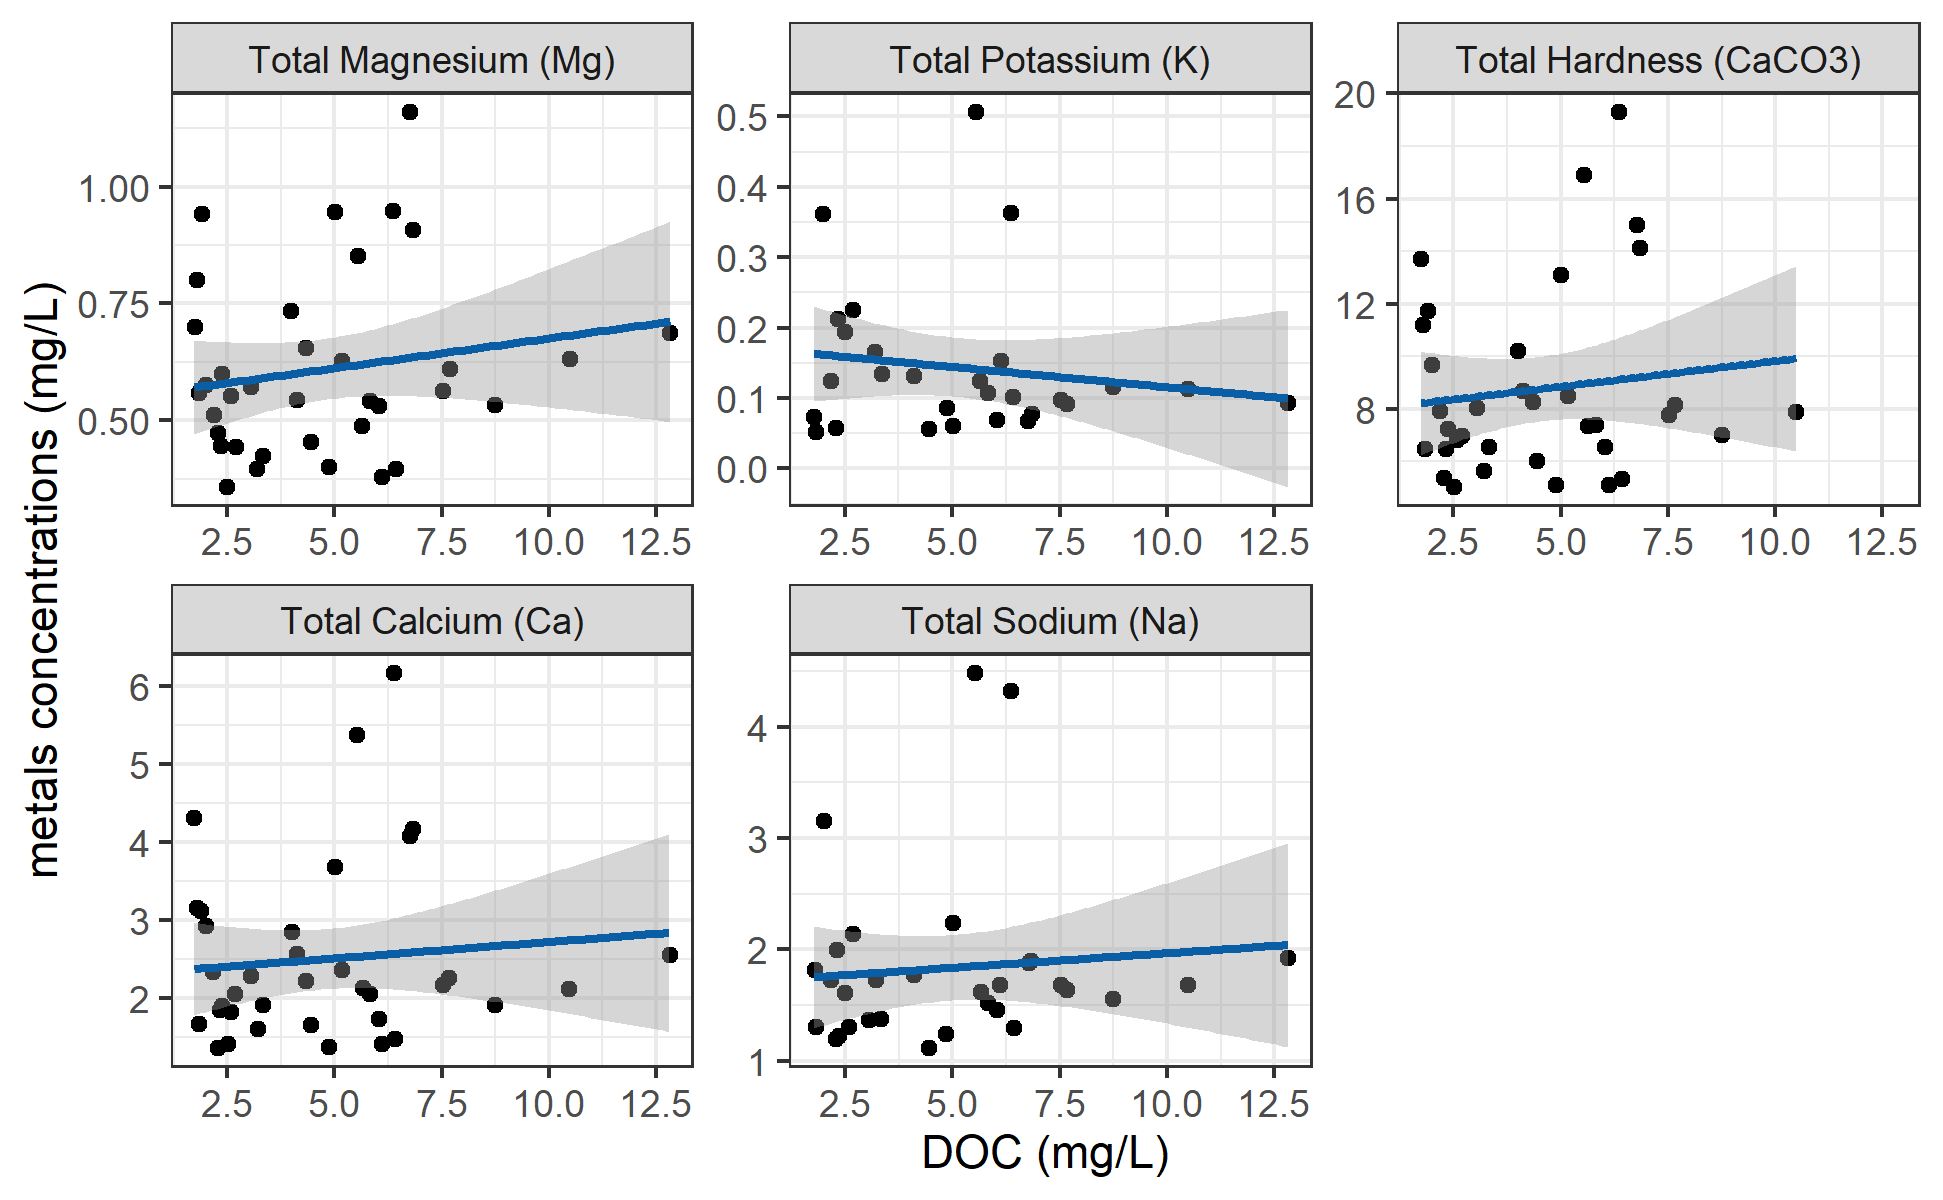 Total Magnesium (Mg)
Total Potassium (K)
Total Hardness (CaCO3)
1.00
0.75
0.50
2.5 5.0 7.5 10.0 12.5
0.5
0.4
0.3
0.2
0.1
0.0
2.5 5.0 7.5 10.0 12.5
20
16
12
8
2.5 5.0 7.5 10.0 12.5
metals concentrations (mg/L)
Total Calcium (Ca)
Total Sodium (Na)
6
5
4
3
2
2.5 5.0 7.5 10.0 12.5
4
3
2
1
2.5 5.0 7.5 10.0 12.5
DOC (mg/L)